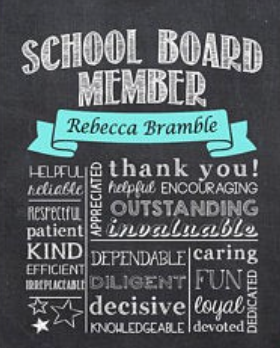 SCHOOL BOARD
MEMBER
Rebecca Bramble
HELPFUL
reliable
RESPECTFUL
patient
KIND
EFFICIENT
IRREPLACEABLE
APPRECIATED
thank you!
helpful ENCOURAGING
OUTSTANDING
invaluable
DEPENDABLE
DILIGENT
decisive
KNOWLEDGEABLE
caring
FUN
loyal
devoted
DEDICATED